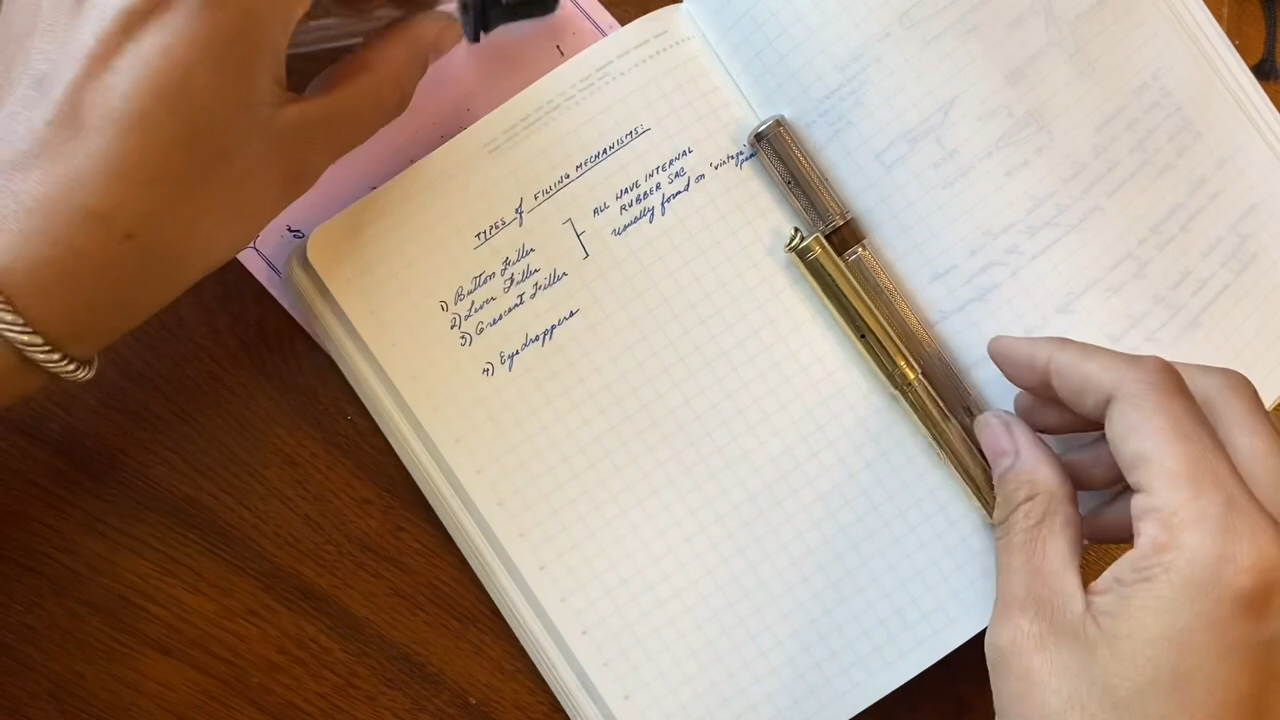 TYPES of FILLING MECHANISMS:
1) Button Filler
2) Lever Filler
3) Crescent Filler
ALL HAVE INTERNAL
RUBBER SAC
usually found on 'vintage'
pen
4) Eyedroppers